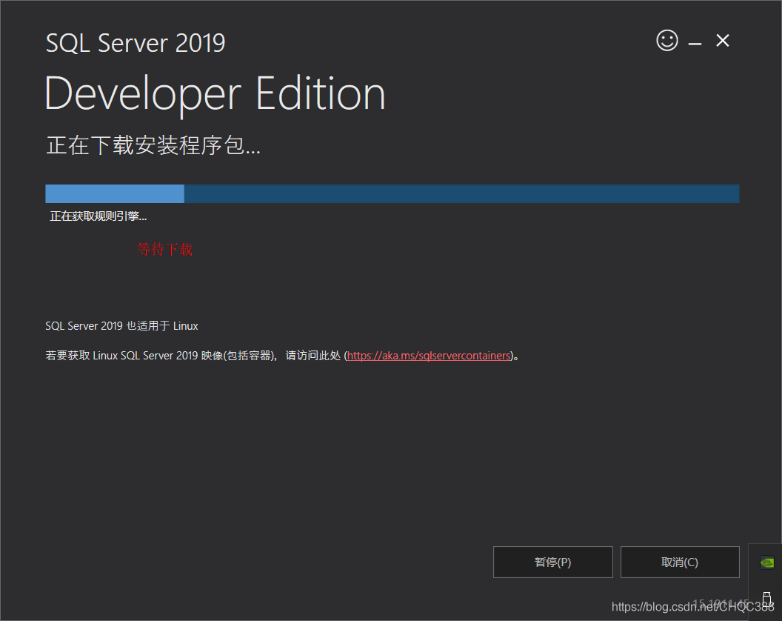 SQL Server 2019
Developer Edition
正在下载安装程序包...
正在获取规则引擎...
等待下载
SQL Server 2019 也适用于 Linux
若要获取 Linux SQL Server 2019 映像(包括容器)，请访问此处 (https://aka.ms/sqlservercontainers)。
暂停(P)
取消(C)
https://blog.csdn.net/CHQC388